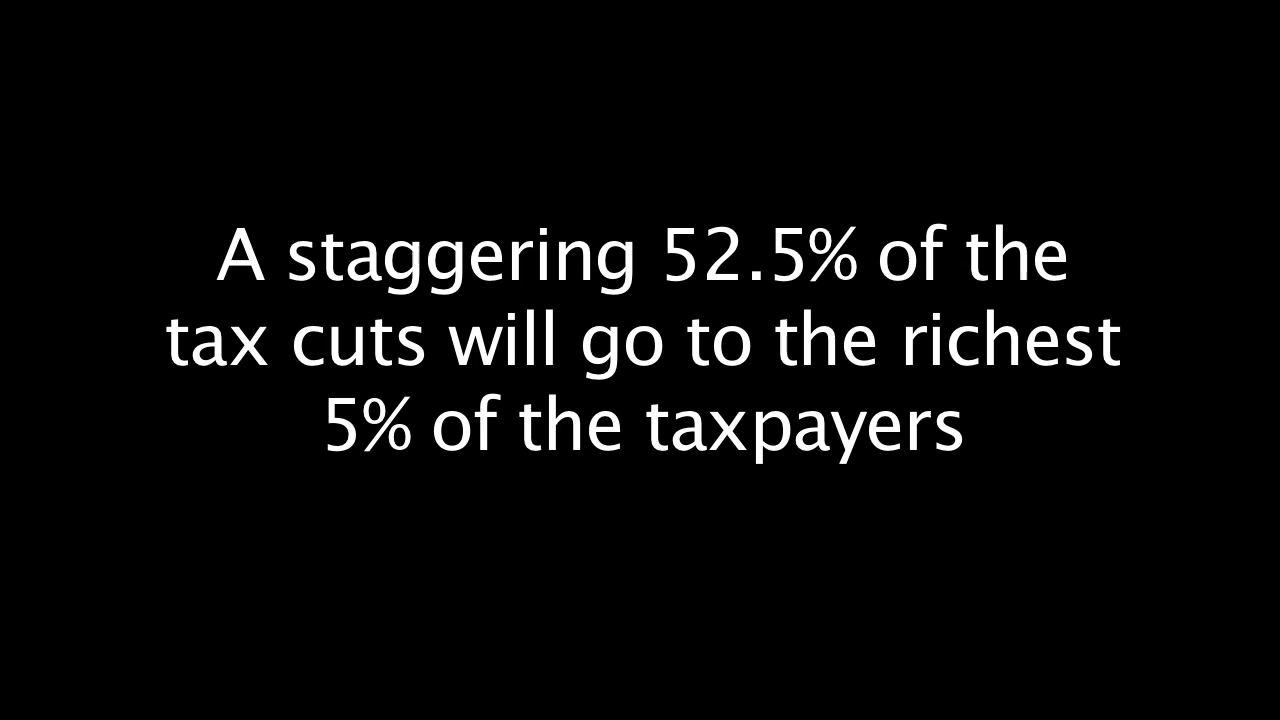 A staggering 52.5% of the
tax cuts will go to the richest
5% of the taxpayers